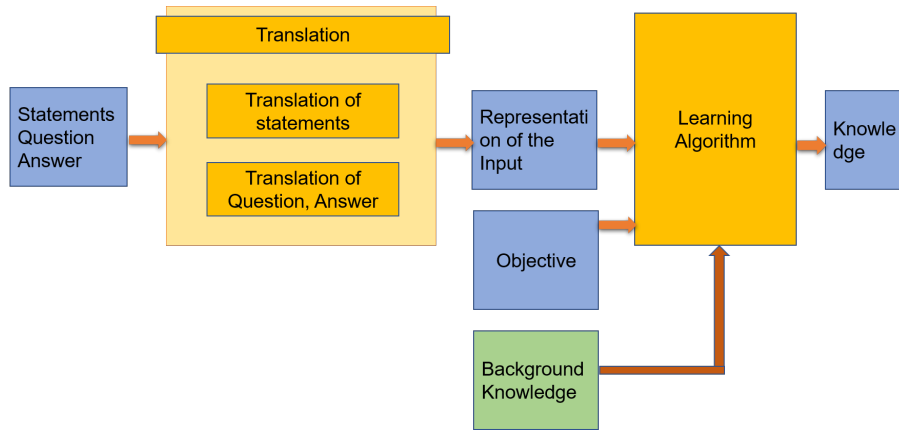 Translation
Statements
Question
Answer
Translation of
statements
Translation of
Question, Answer
Representati
on of the
Input
Learning
Algorithm
Knowle
dge
Objective
Background
Knowledge